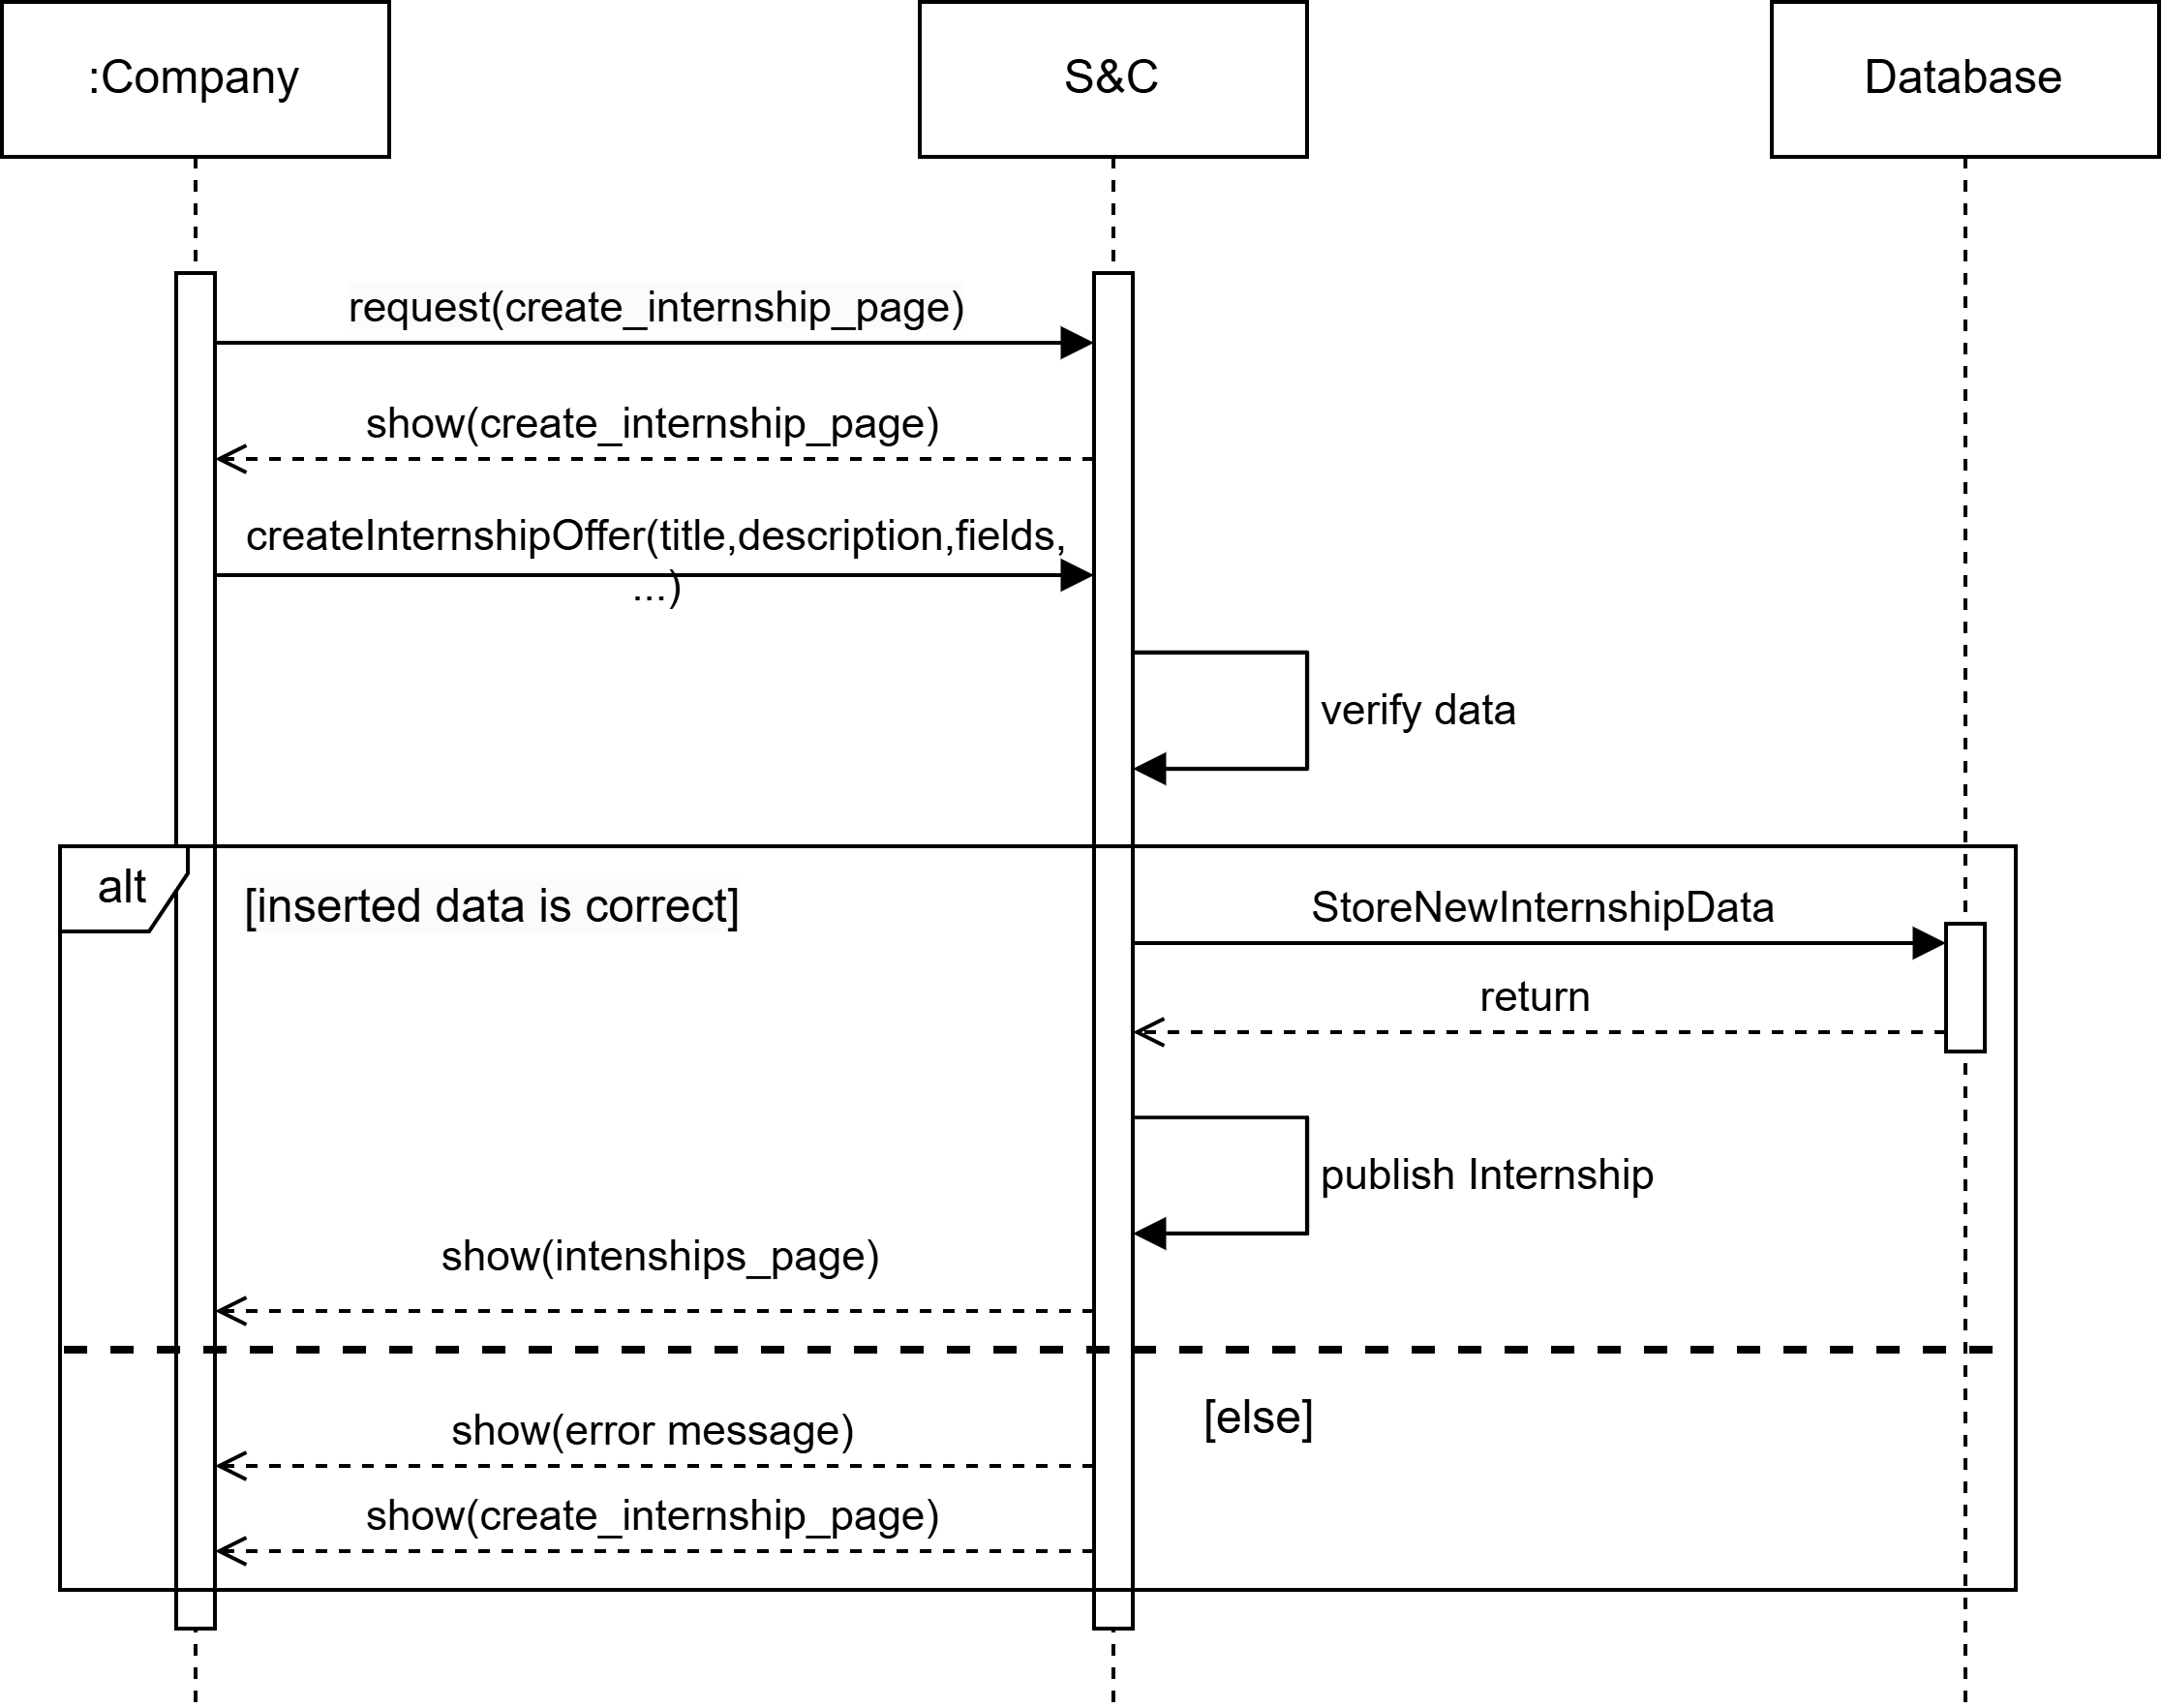 :Company
S&C
Database
request(create_internship_page)
show(create_internship_page)
createInternshipOffer(title,description,fields,
...)
verify data
alt
[inserted data is correct]
StoreNewInternshipData
return
publish Internship
show(intenships_page)
[else]
show(error message)
show(create_internship_page)